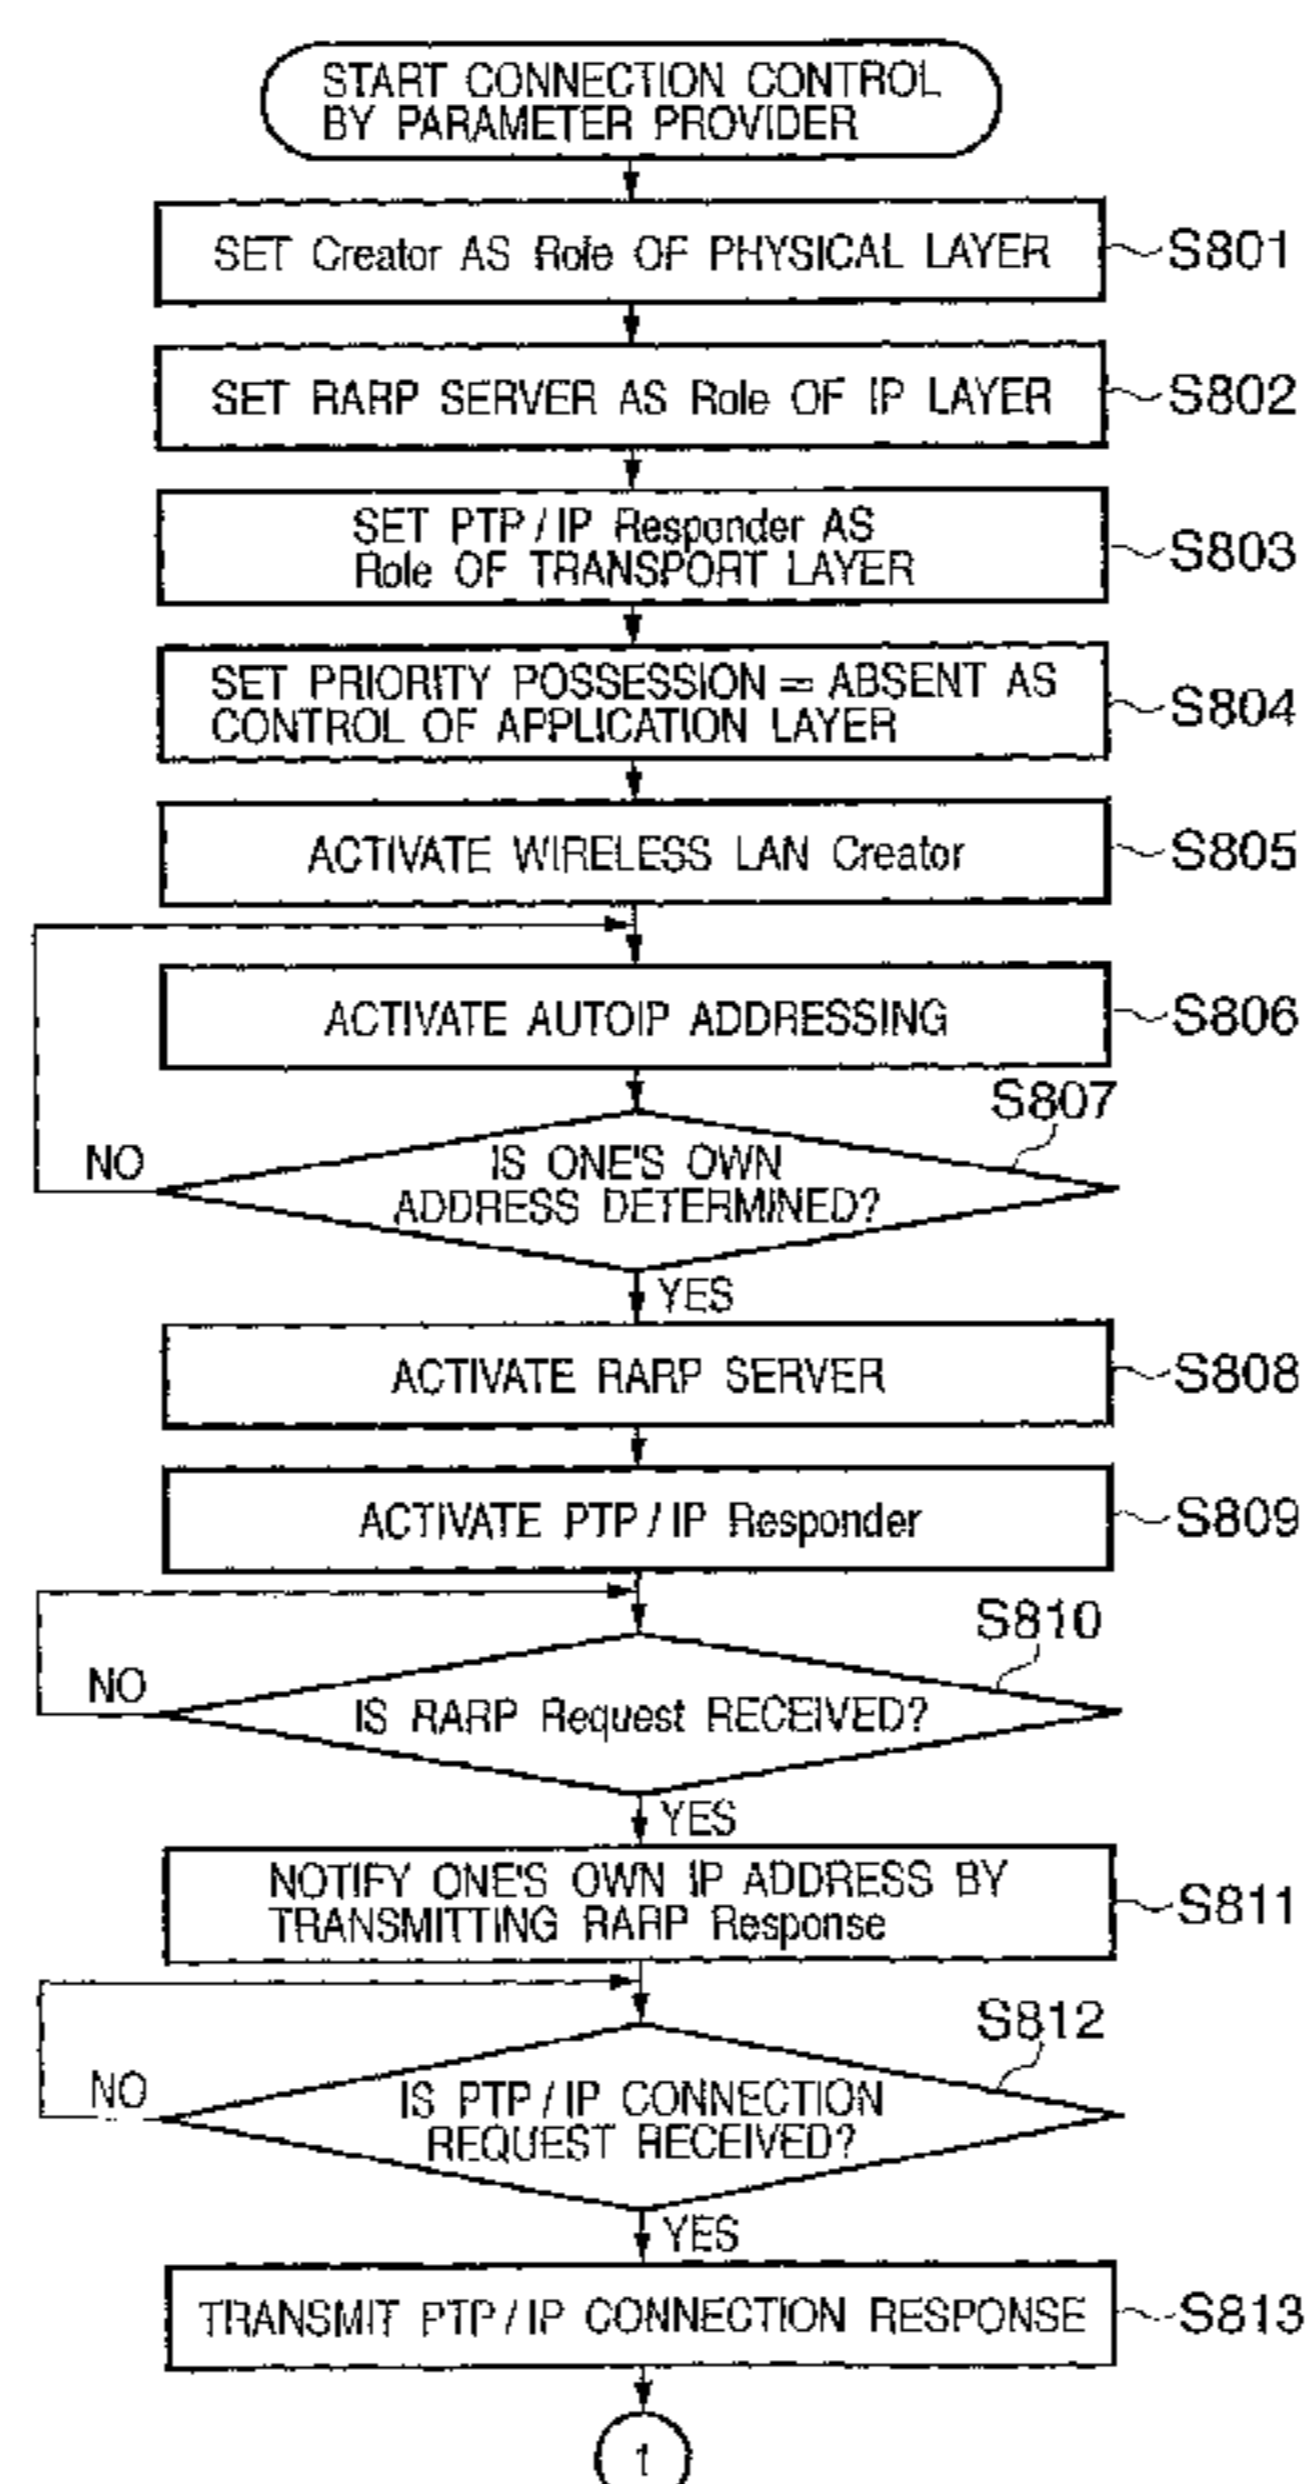 START CONNECTION CONTROL
BY PARAMETER PROVIDER
SET Creator AS Role OF PHYSICAL LAYER
S801
SET RARP SERVER AS Role OF IP LAYER
S802
SET PTP / IP Responder AS
Role OF TRANSPORT LAYER
S803
SET PRIORITY POSSESSION = ABSENT AS
CONTROL OF APPLICATION LAYER
S804
ACTIVATE WIRELESS LAN Creator
S805
ACTIVATE AUTOIP ADDRESSING
S806
S807
NO
IS ONE'S OWN
ADDRESS DETERMINED?
YES
ACTIVATE RARP SERVER
S808
ACTIVATE PTP / IP Responder
S809
S810
NO
IS RARP Request RECEIVED?
YES
NOTIFY ONE'S OWN IP ADDRESS BY
TRANSMITTING RARP Response
S811
S812
NO
IS PTP / IP CONNECTION
REQUEST RECEIVED?
YES
TRANSMIT PTP / IP CONNECTION RESPONSE
S813
1